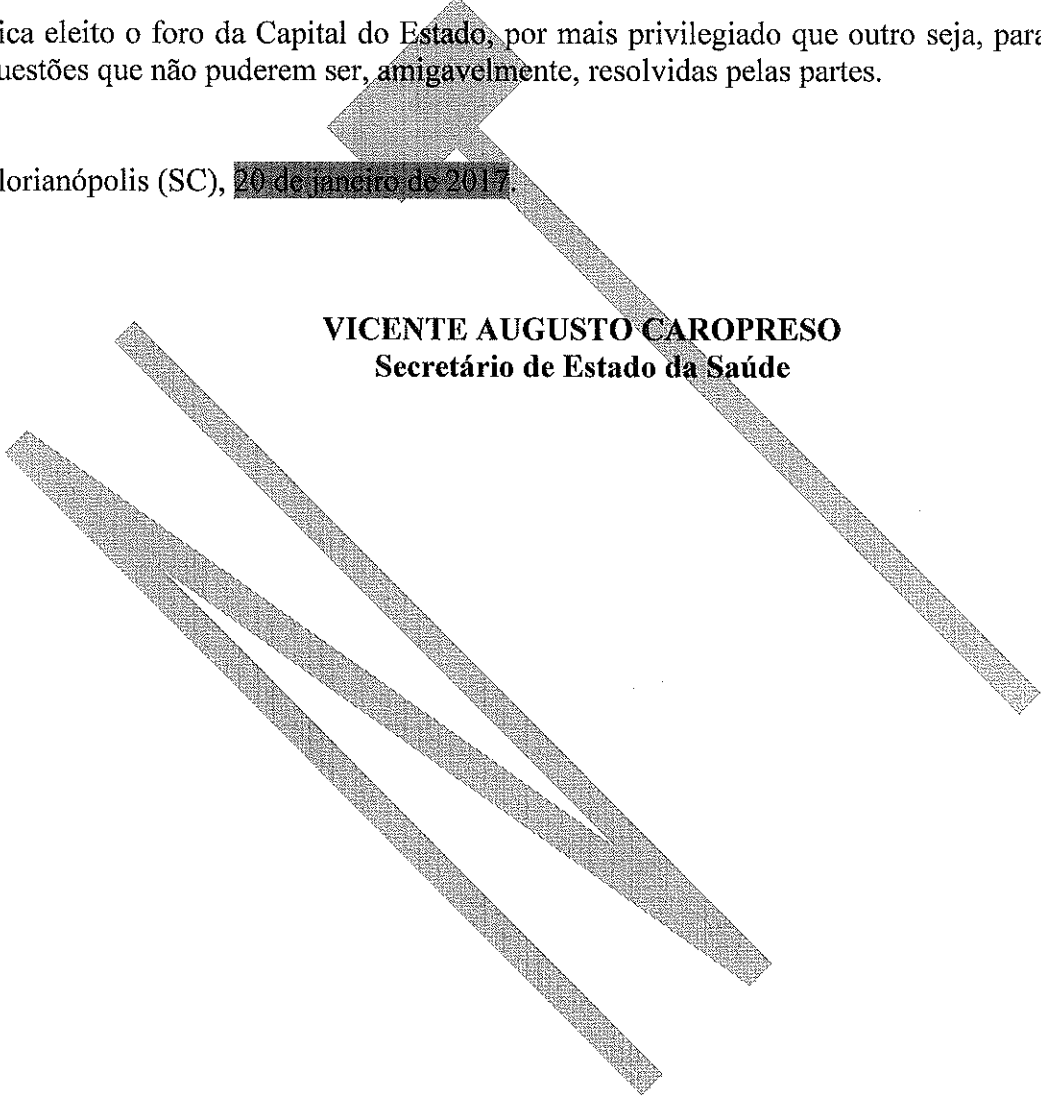 ica eleito o foro da Capital do Estado, por mais privilegiado que outro seja, para
uestões que não puderem ser, amigavelmente, resolvidas pelas partes.
lorianópolis (SC), 20 de janeiro de 2017.
VICENTE AUGUSTO CAROPRESO
Secretário de Estado da Saúde